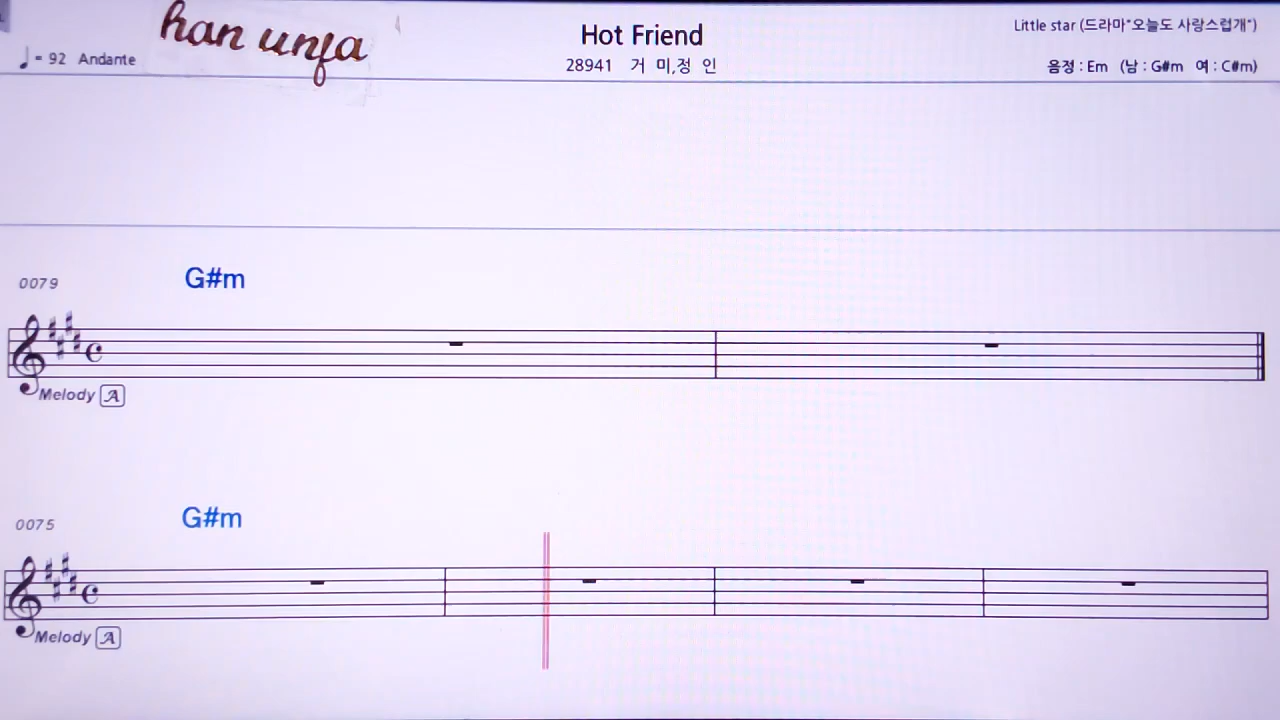 han unfa
Hot Friend
Little star (드라마"오늘도 사랑스럽개")
= 92 Andante
28941 거 미,정 인
음정 : Em (남 : G#m 여 : C#m)
0079
G#m
Melody A
0075
G#m
Melody A